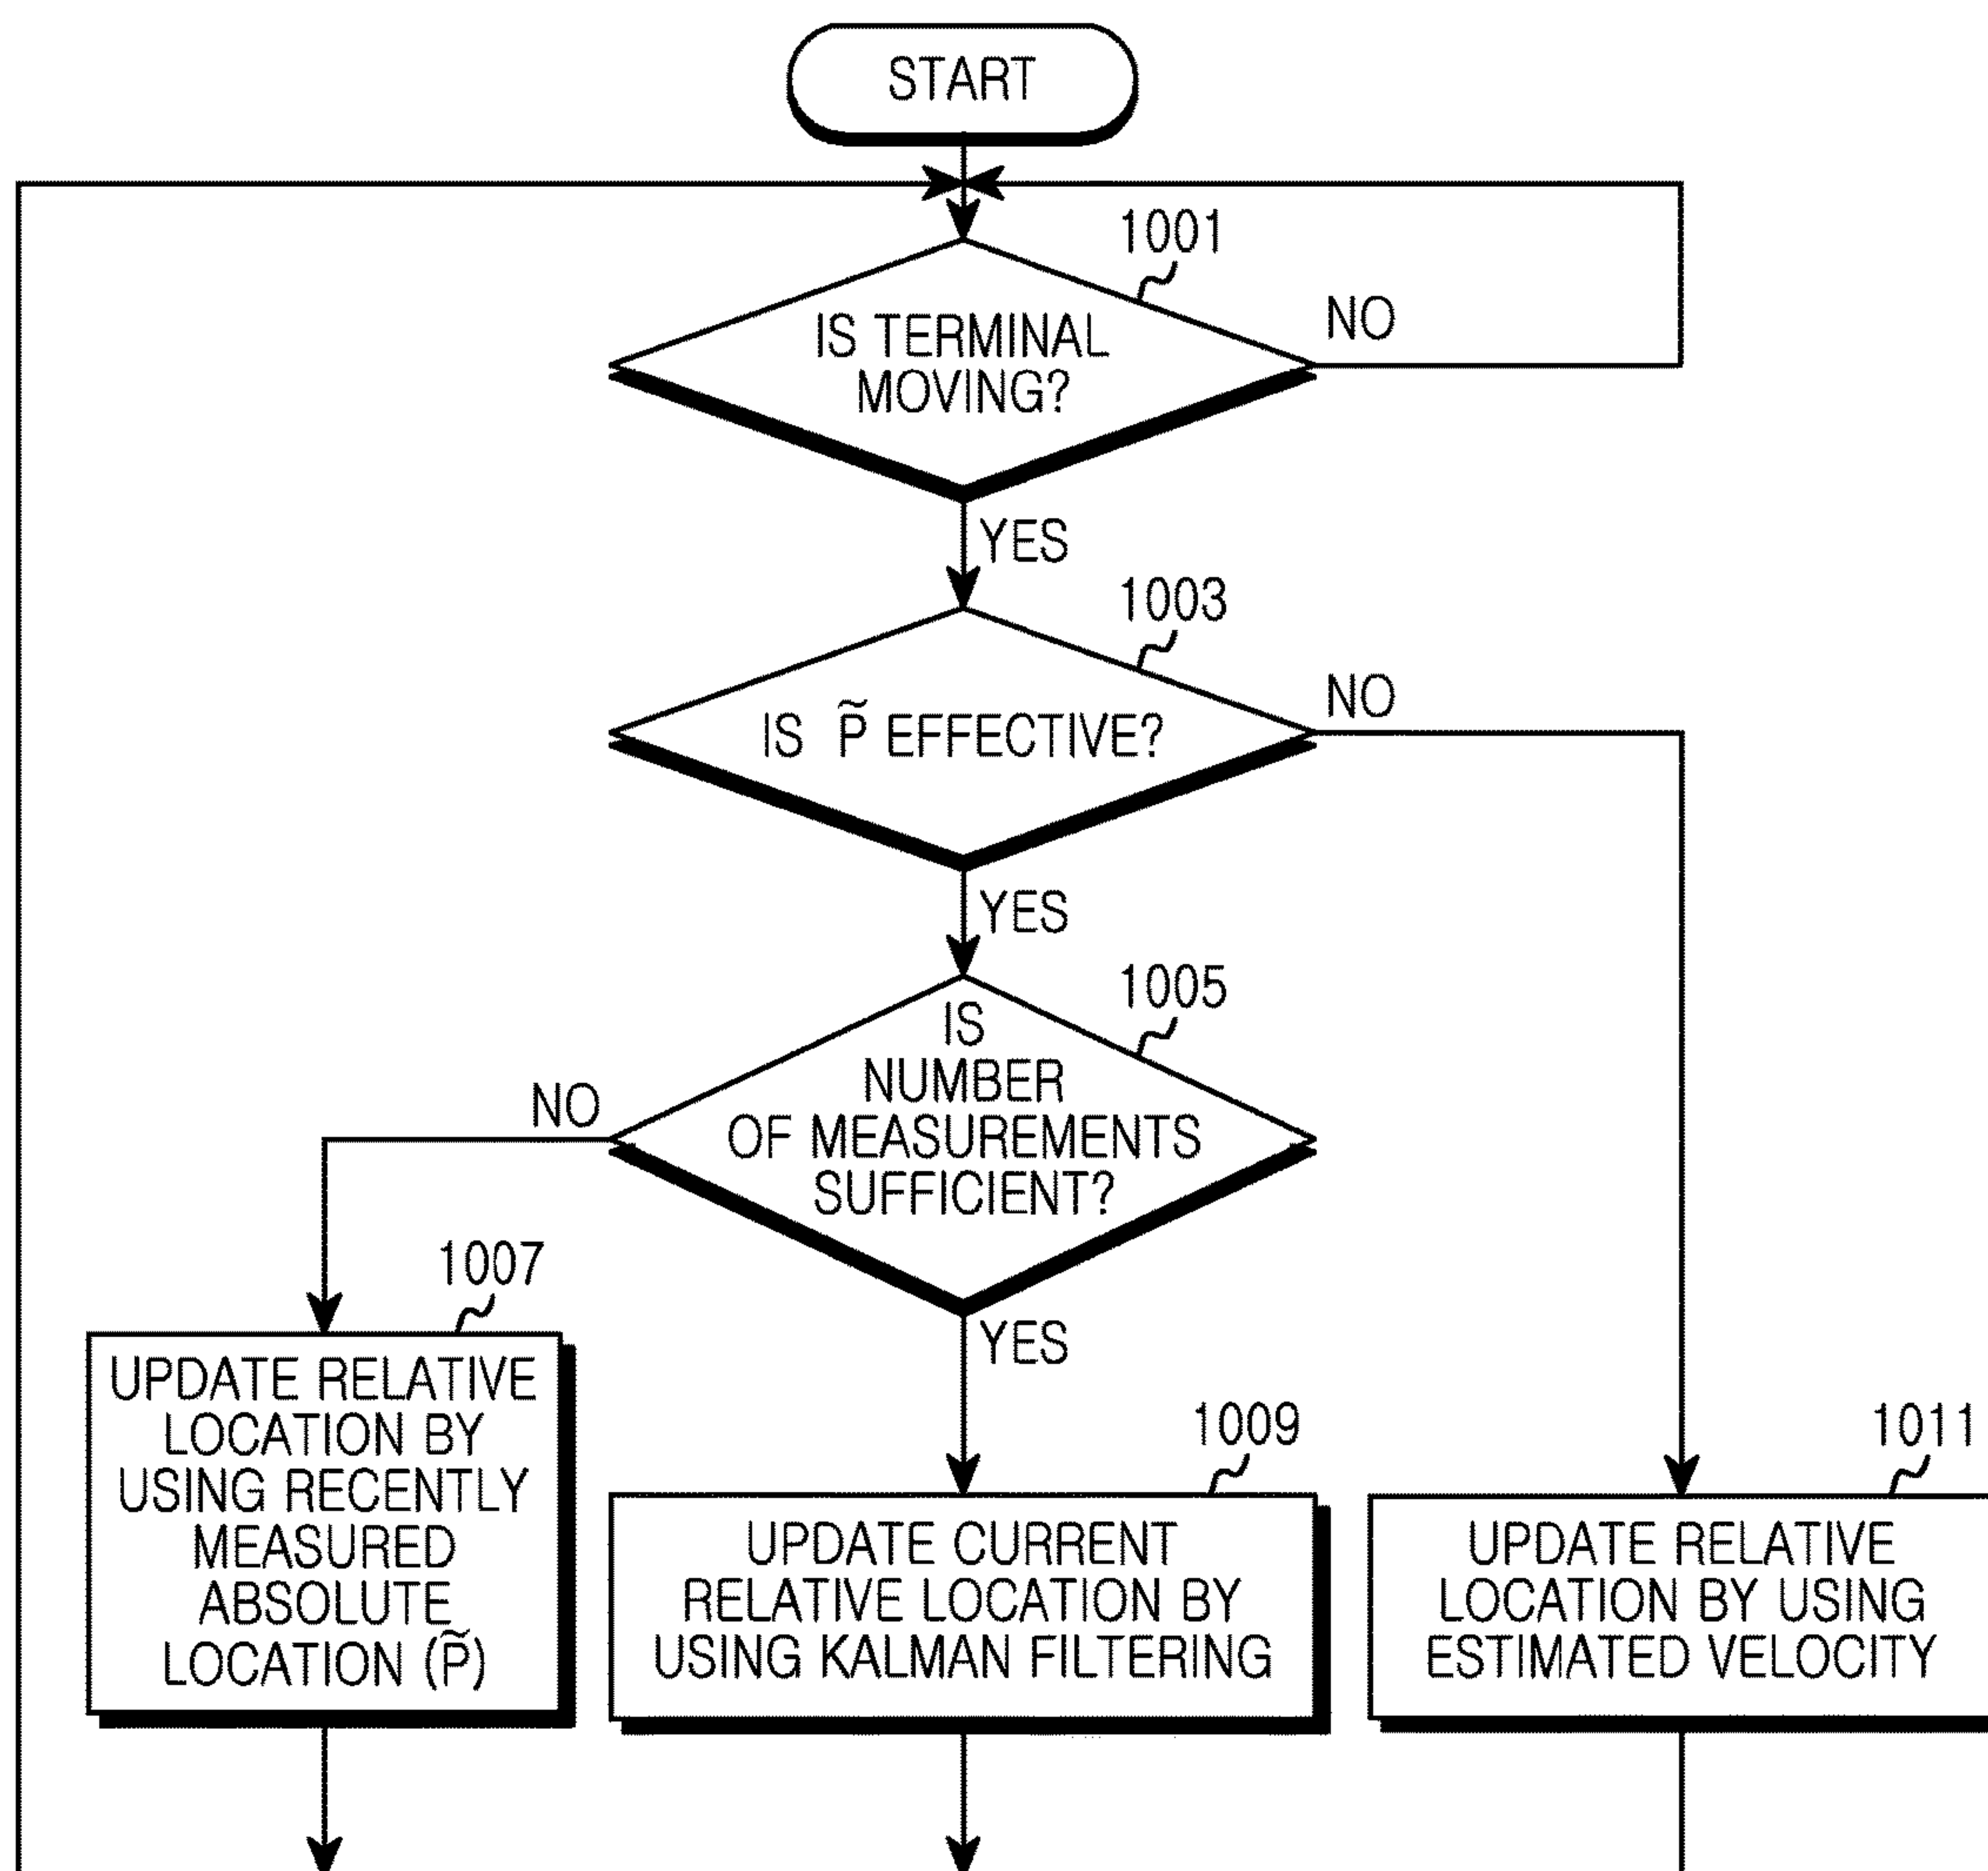 START
1001
IS TERMINAL
MOVING?
NO
YES
1003
IS P̃ EFFECTIVE?
NO
YES
1005
IS
NUMBER
OF MEASUREMENTS
SUFFICIENT?
NO
YES
1007
UPDATE RELATIVE
LOCATION BY
USING RECENTLY
MEASURED
ABSOLUTE
LOCATION (P̃)
1009
UPDATE CURRENT
RELATIVE LOCATION BY
USING KALMAN FILTERING
1011
UPDATE RELATIVE
LOCATION BY USING
ESTIMATED VELOCITY